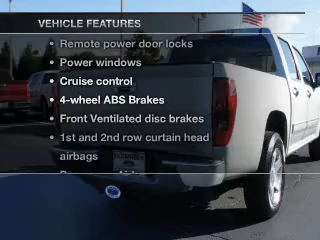 VEHICLE FEATURES
• Remote power door locks
• Power windows
• Cruise control
• 4-wheel ABS Brakes
• Front Ventilated disc brakes
• 1st and 2nd row curtain head
airbags